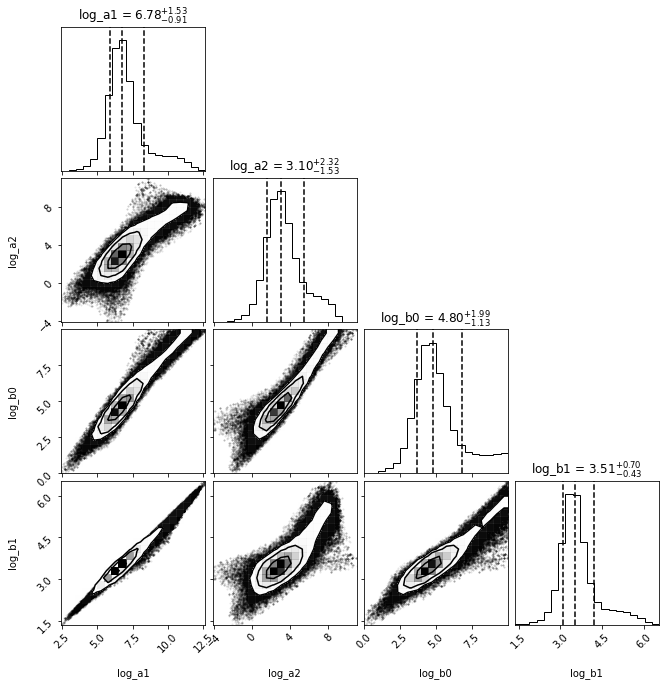 log_a1 = 6.78^{+1.53}_{-0.91}
log_a2 = 3.10^{+2.32}_{-1.53}
8
4
0
−4
log_a2
log_b0 = 4.80^{+1.99}_{-1.13}
7.5
5.0
2.5
0.0
log_b0
log_b1 = 3.51^{+0.70}_{-0.43}
6.0
4.5
3.0
1.5
log_b1
2.5 5.0 7.5 10.0 12.5
−4 0 4 8
0.0 2.5 5.0 7.5
1.5 3.0 4.5 6.0
log_a1 log_a2 log_b0 log_b1